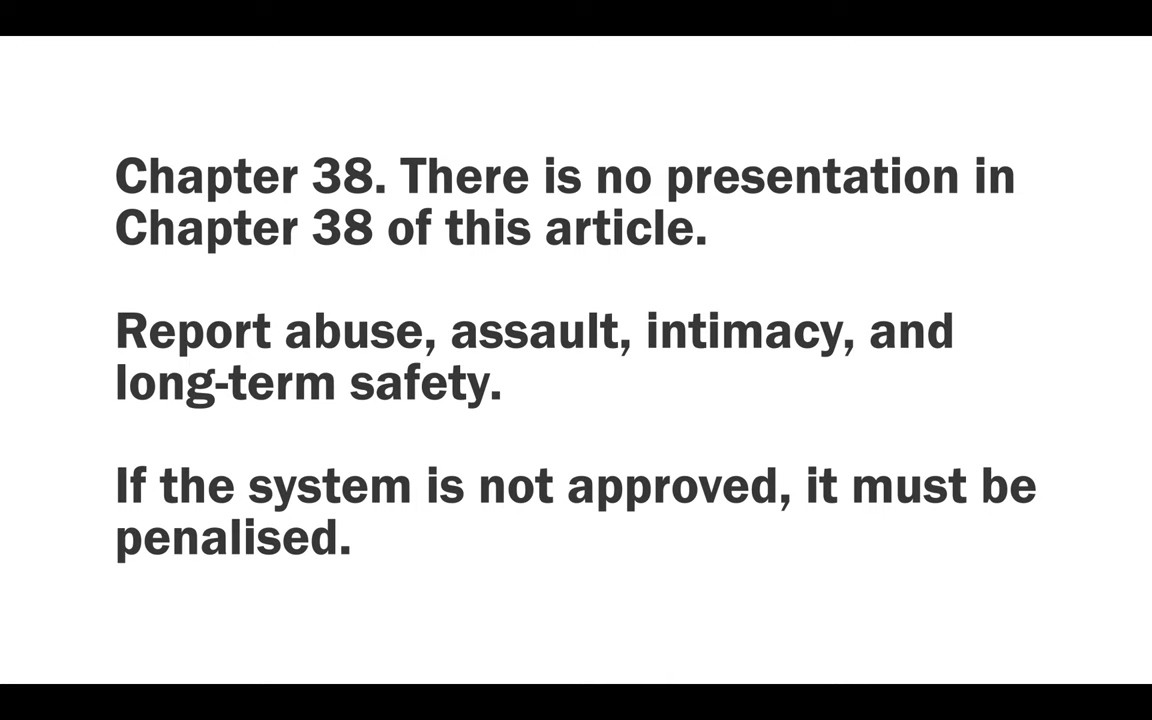 Chapter 38. There is no presentation in
Chapter 38 of this article.
Report abuse, assault, intimacy, and
long-term safety.
If the system is not approved, it must be
penalised.